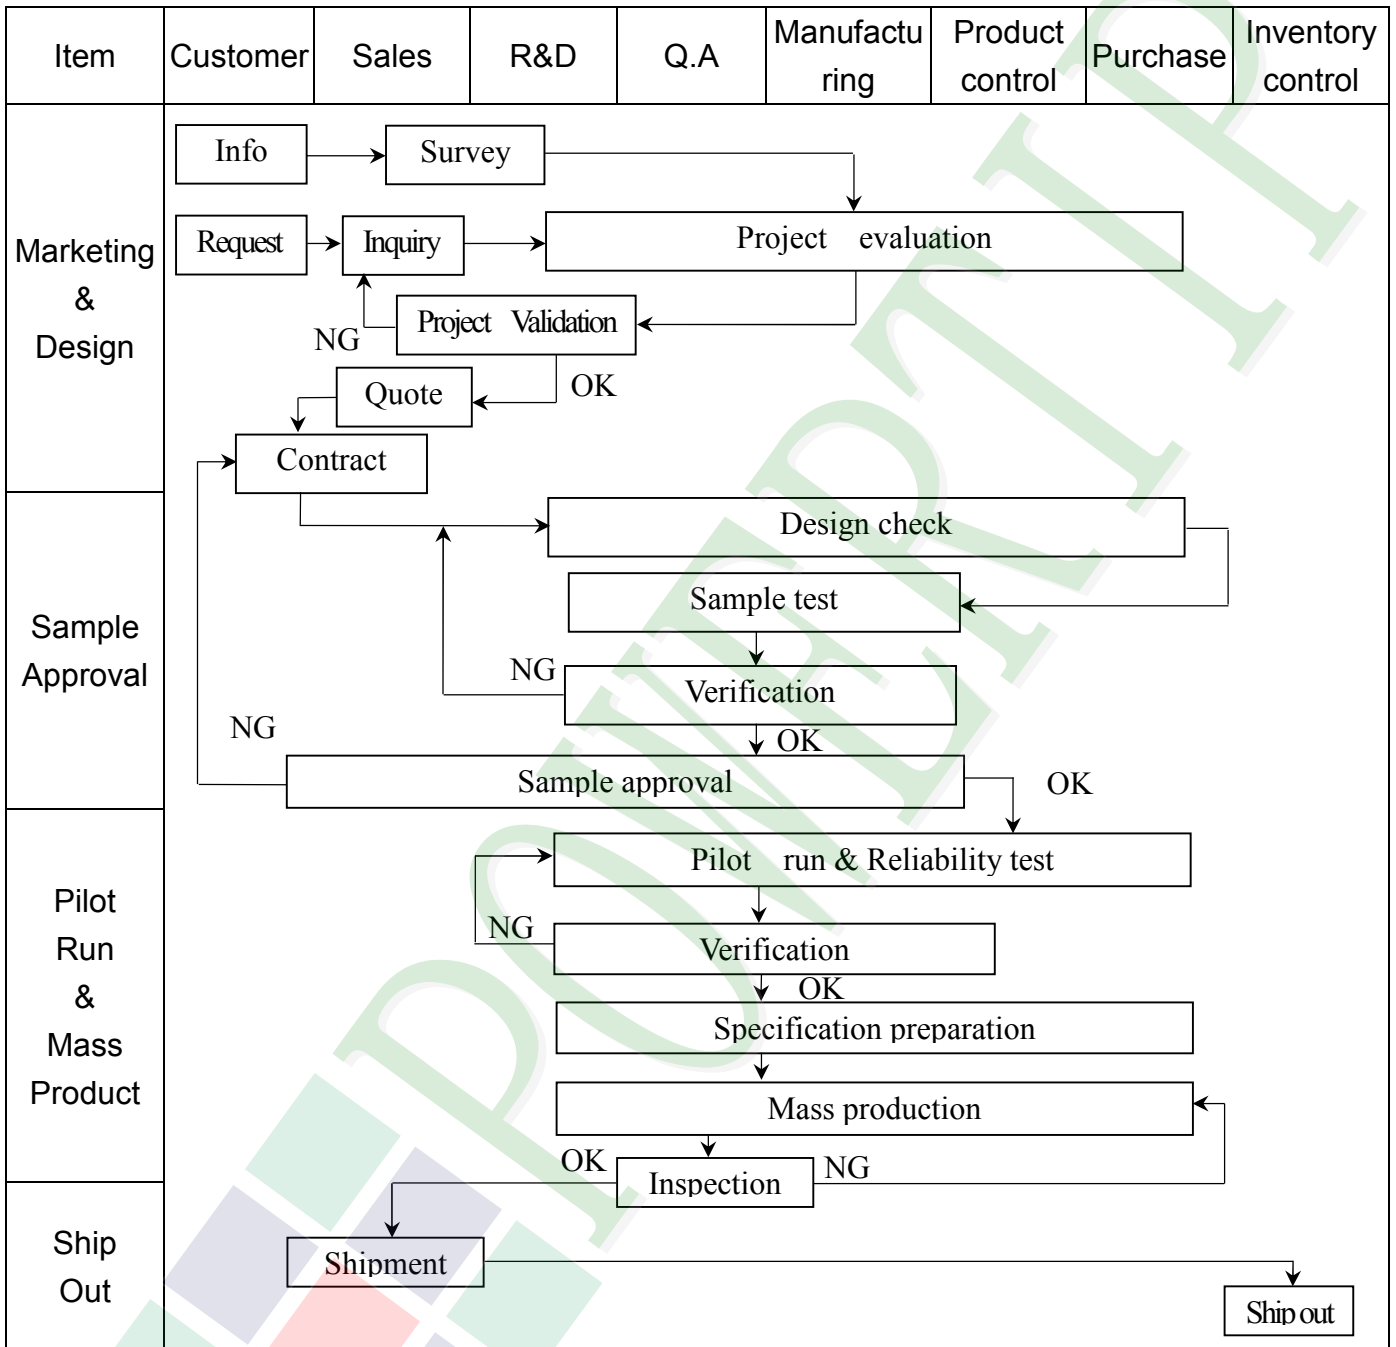 Item
Customer
Sales
R&D
Q.A
Manufactu
ring
Product
control
Purchase
Inventory
control
Marketing
&
Design
Info
Survey
Request
Inquiry
Project evaluation
Project Validation
NG
OK
Quote
Contract
Sample
Approval
Design check
Sample test
NG
Verification
NG
OK
Sample approval
OK
Pilot
Run
&
Mass
Product
Pilot run & Reliability test
NG
Verification
OK
Specification preparation
Mass production
OK
Inspection
NG
Ship
Out
Shipment
Ship out
POWERTIP